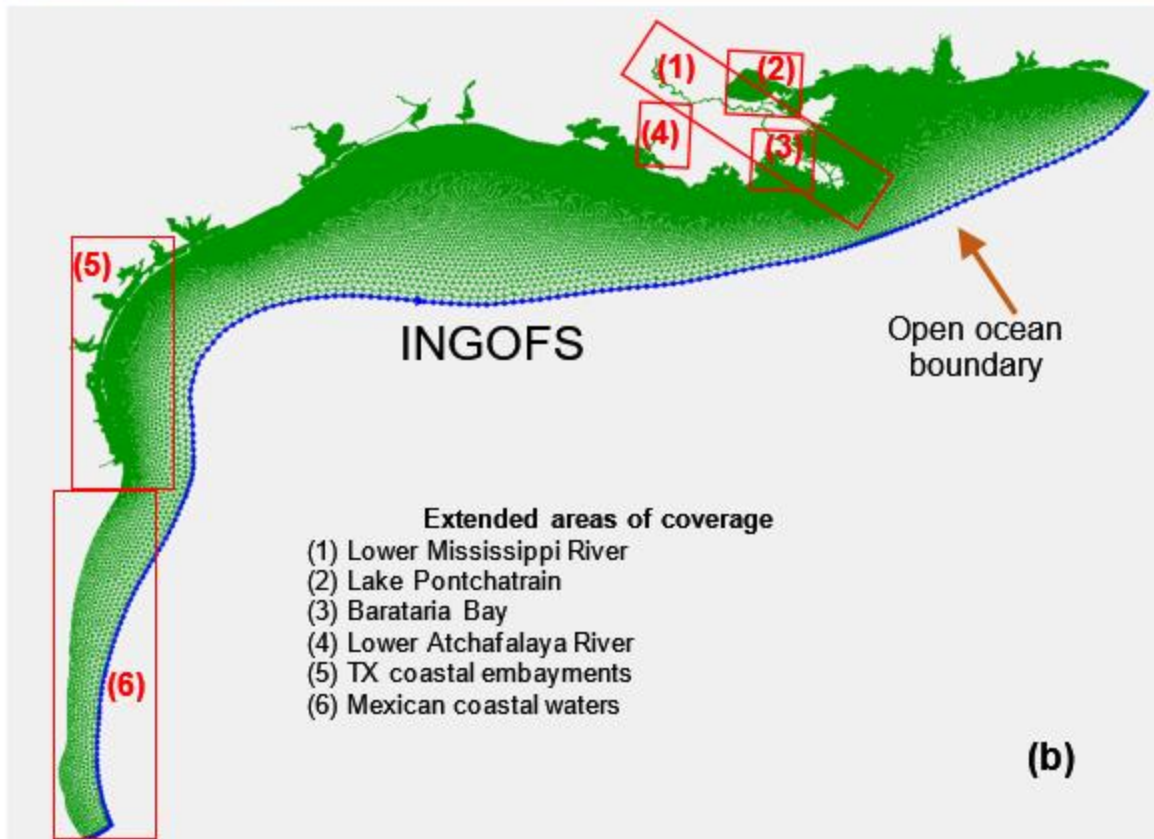 (1)
(2)
(4)
(3)
(5)
INGOFS
Open ocean
boundary
Extended areas of coverage
(1) Lower Mississippi River
(2) Lake Pontchatrain
(3) Barataria Bay
(4) Lower Atchafalaya River
(5) TX coastal embayments
(6) Mexican coastal waters
(6)
(b)